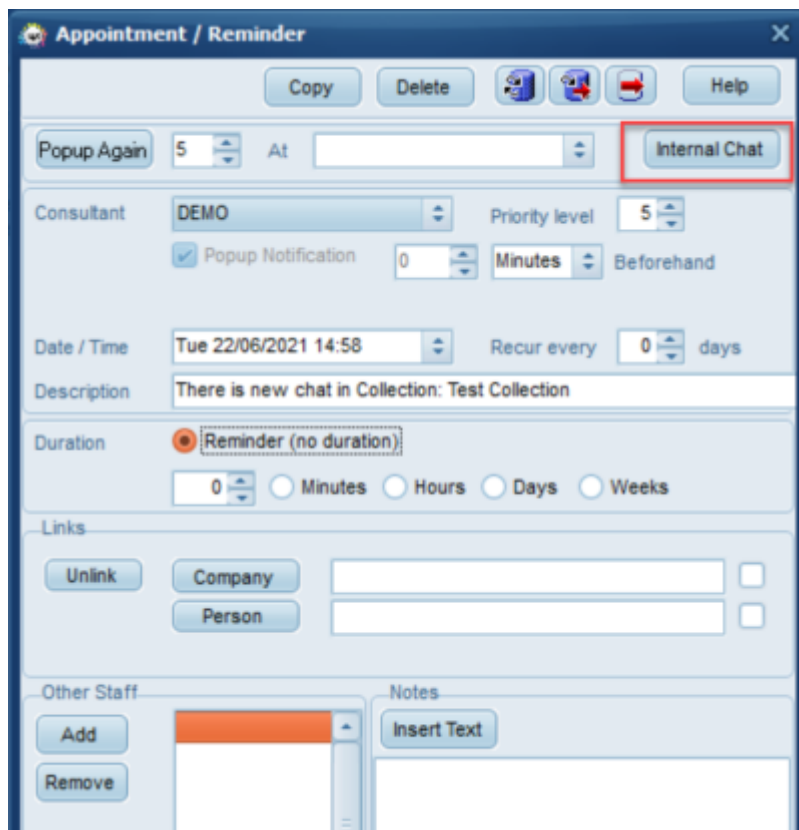 Appointment / Reminder
Copy Delete Help
Popup Again 5 At Internal Chat
Consultant DEMO Priority level 5
Popup Notification 0 Minutes Beforehand
Date / Time Tue 22/06/2021 14:58 Recur every 0 days
Description There is new chat in Collection: Test Collection
Duration Reminder (no duration)
0 Minutes Hours Days Weeks
Links
Unlink Company
Person
Other Staff Notes
Add Insert Text
Remove